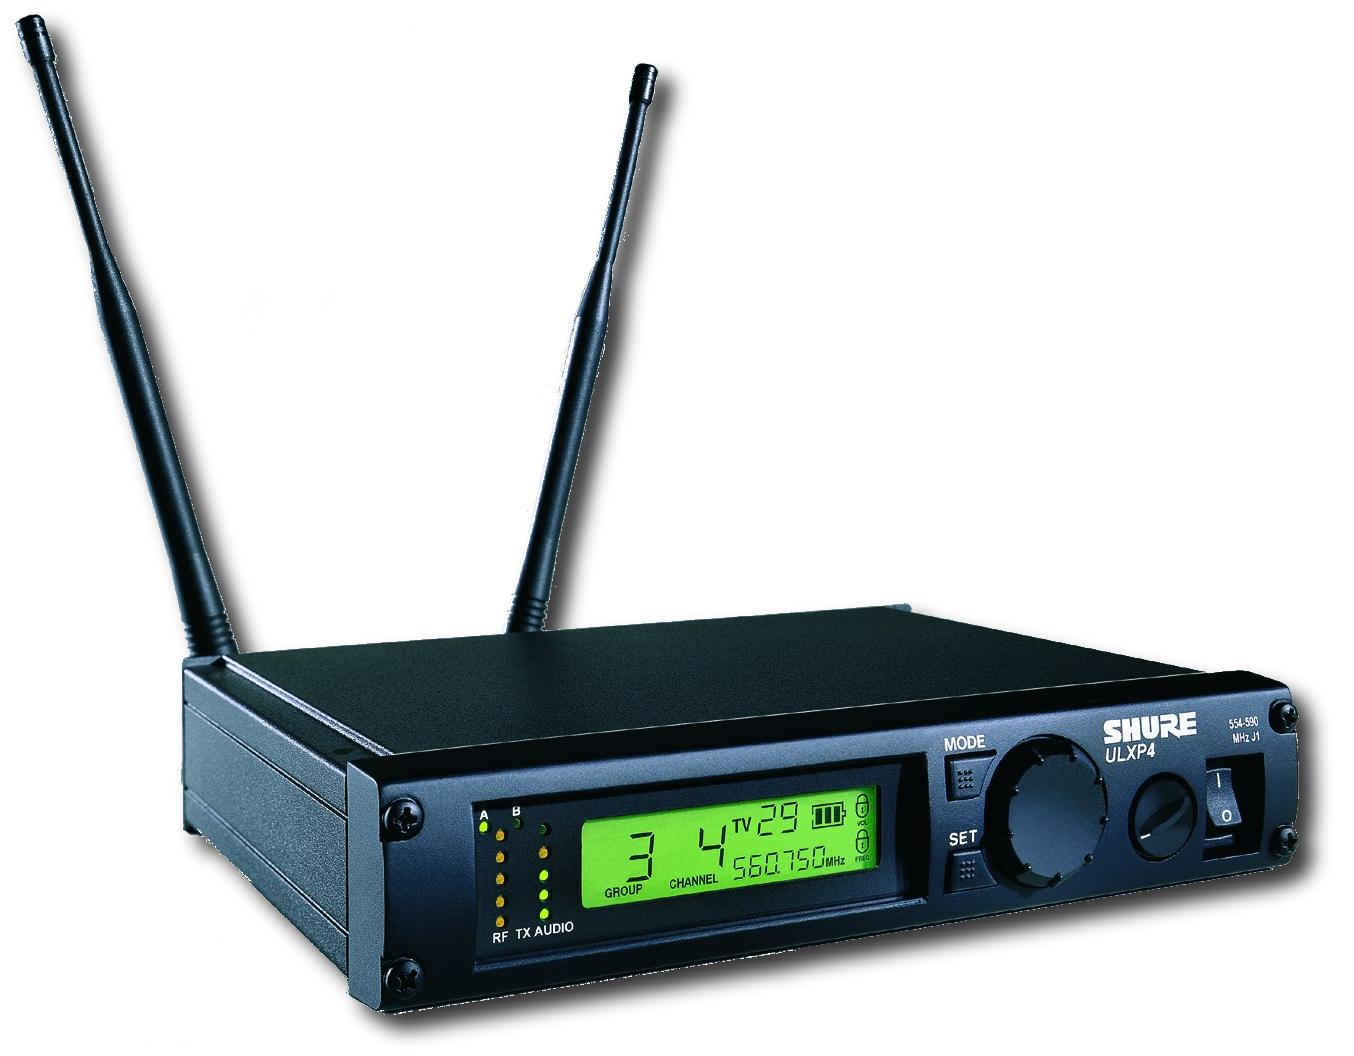 SHURE
ULXP4
554-590
MHz J1
MODE
SET
A B
RF TX AUDIO
3 4 TV 29
GROUP CHANNEL 560.750 MHz
VOL
FREQ
I
O